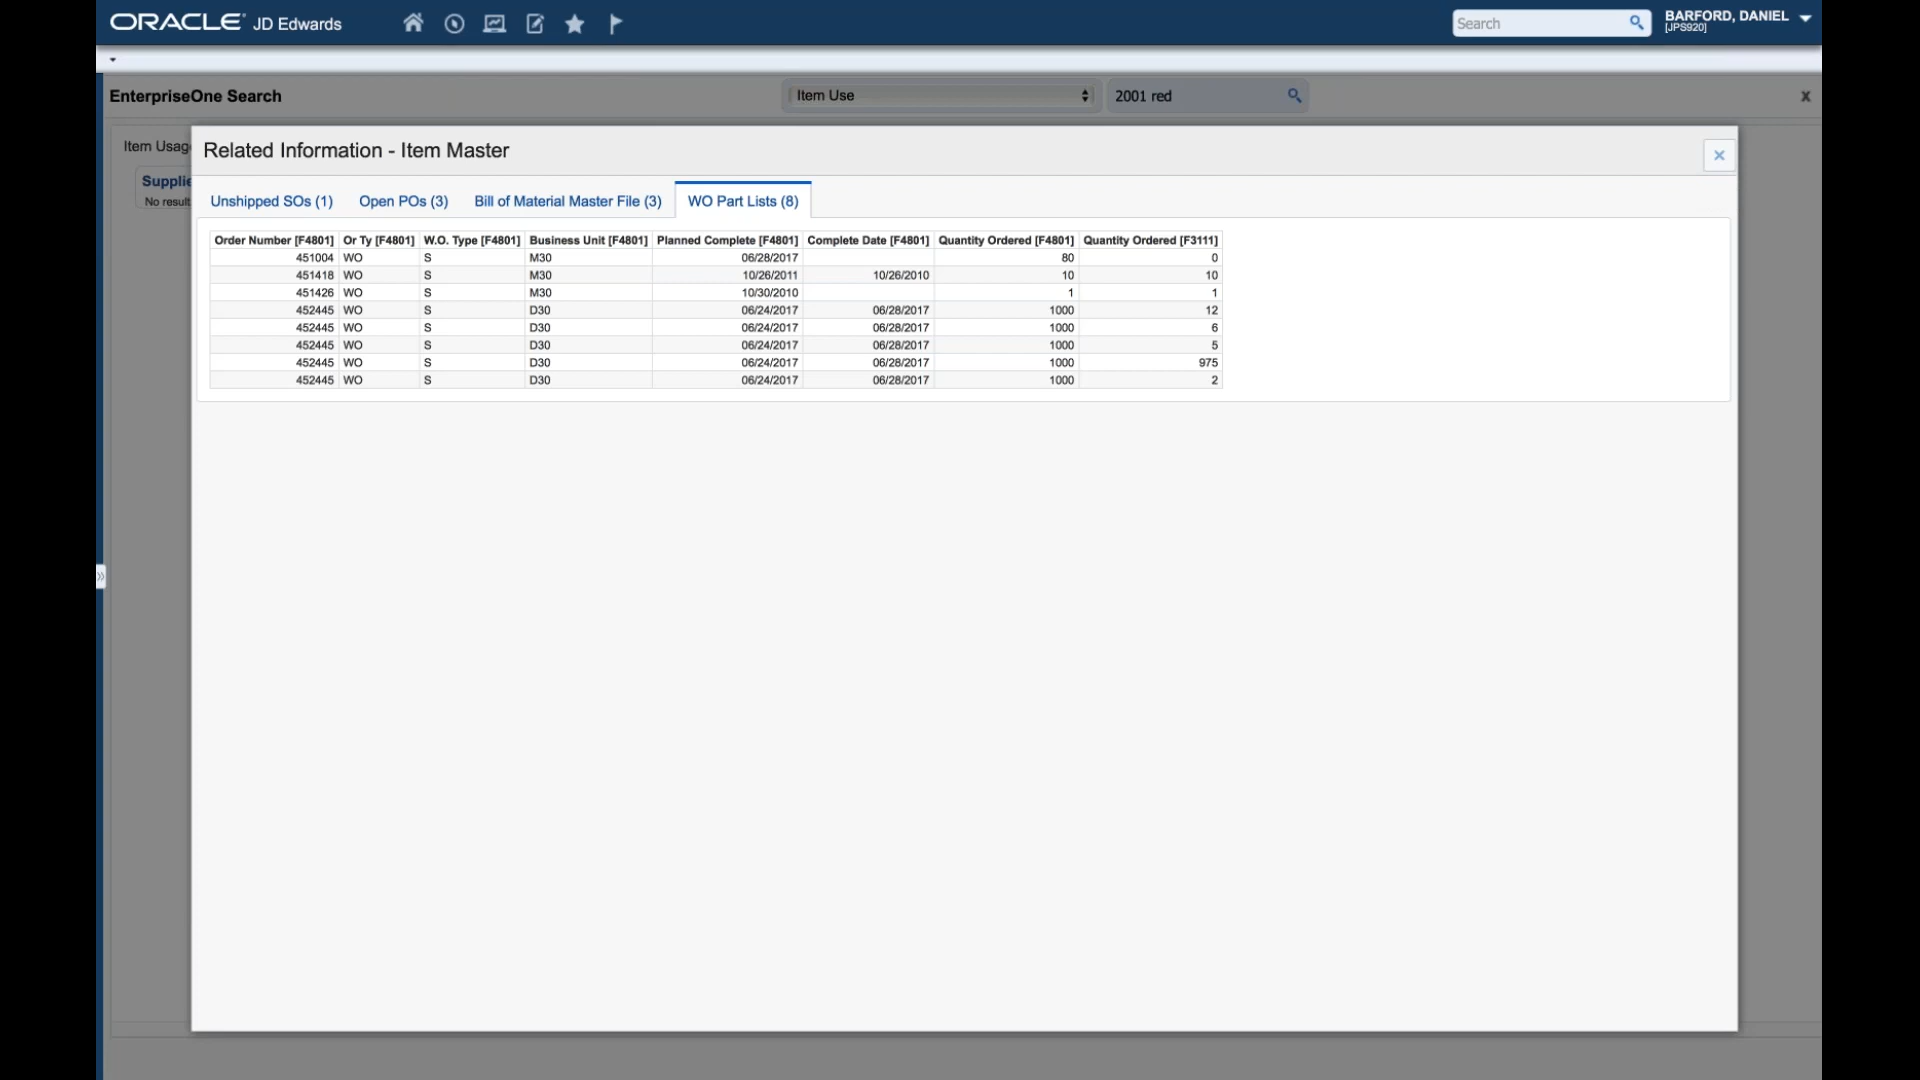 ORACLE JD Edwards
Search
BARFORD, DANIEL
[JPS920]
EnterpriseOne Search
Item Use
2001 red
X
Item Usag
Related Information - Item Master
Supplie
No result
Unshipped SOs (1) Open POs (3) Bill of Material Master File (3) WO Part Lists (8)
Order Number [F4801] Or Ty [F4801] W.O. Type [F4801] Business Unit [F4801] Planned Complete [F4801] Complete Date [F4801] Quantity Ordered [F4801] Quantity Ordered [F3111]
451004 WO S M30 06/28/2017 80 0
451418 WO S M30 10/26/2011 10/26/2010 10 10
451426 WO S M30 10/30/2010 1 1
452445 WO S D30 06/24/2017 06/28/2017 1000 12
452445 WO S D30 06/24/2017 06/28/2017 1000 6
452445 WO S D30 06/24/2017 06/28/2017 1000 5
452445 WO S D30 06/24/2017 06/28/2017 1000 975
452445 WO S D30 06/24/2017 06/28/2017 1000 2